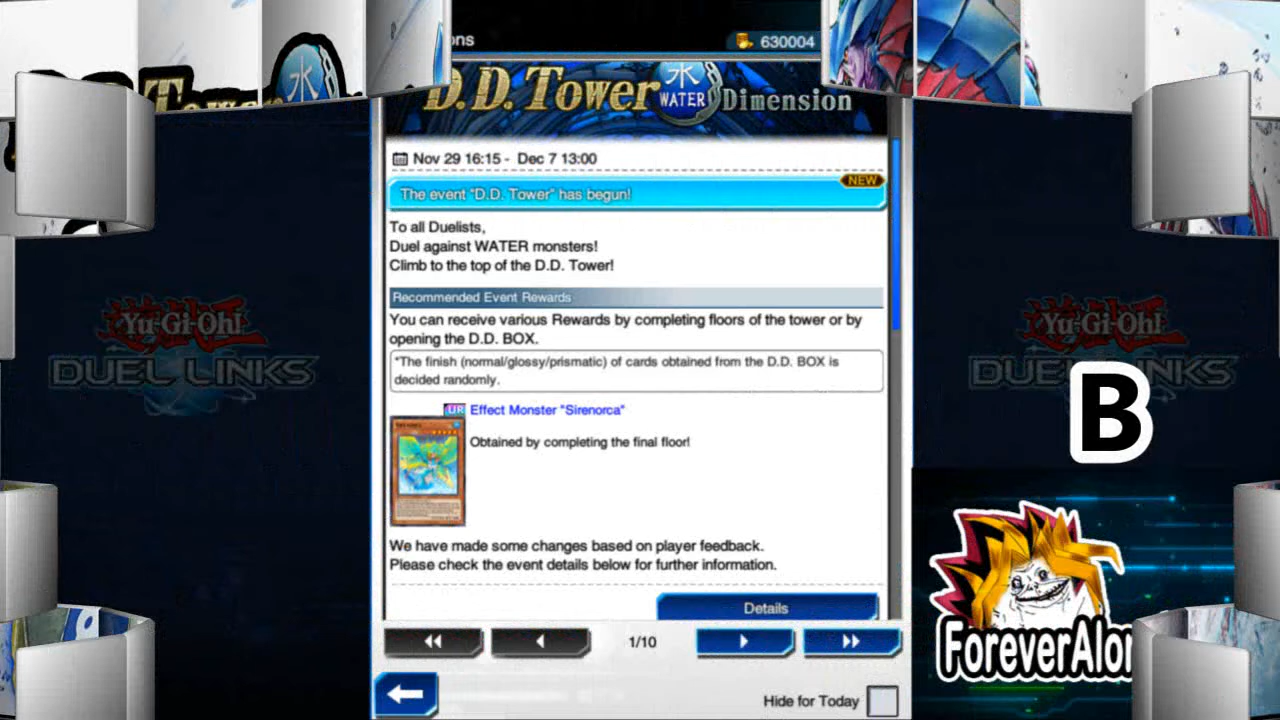 ons
630004
Tower
水
D.D. Tower 水 WATER Dimension
Nov 29 16:15 - Dec 7 13:00
NEW
The event "D.D. Tower" has begun!
To all Duelists,
Duel against WATER monsters!
Climb to the top of the D.D. Tower!
Recommended Event Rewards
You can receive various Rewards by completing floors of the tower or by
opening the D.D. BOX.
*The finish (normal/glossy/prismatic) of cards obtained from the D.D. BOX is
decided randomly.
UR Effect Monster "Sirenorca"
Obtained by completing the final floor!
We have made some changes based on player feedback.
Please check the event details below for further information.
Details
1/10
Hide for Today
Yu-Gi-Oh!
DUEL LINKS
Yu-Gi-Oh!
DUEL LINKS
B
ForeverAlon